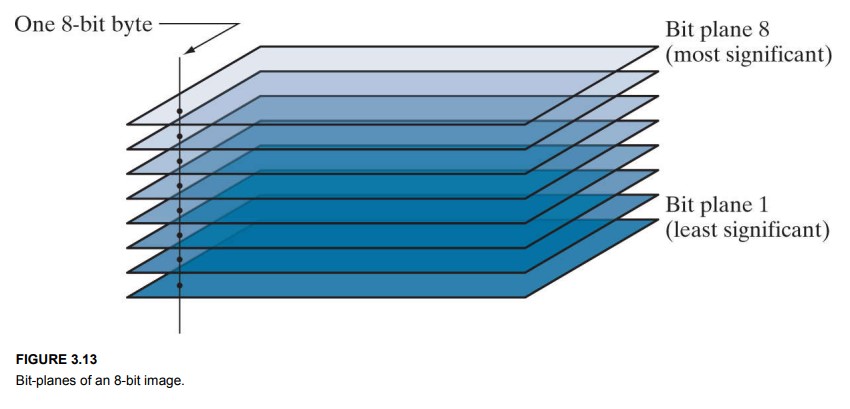 One 8-bit byte
Bit plane 8
(most significant)
Bit plane 1
(least significant)
FIGURE 3.13
Bit-planes of an 8-bit image.